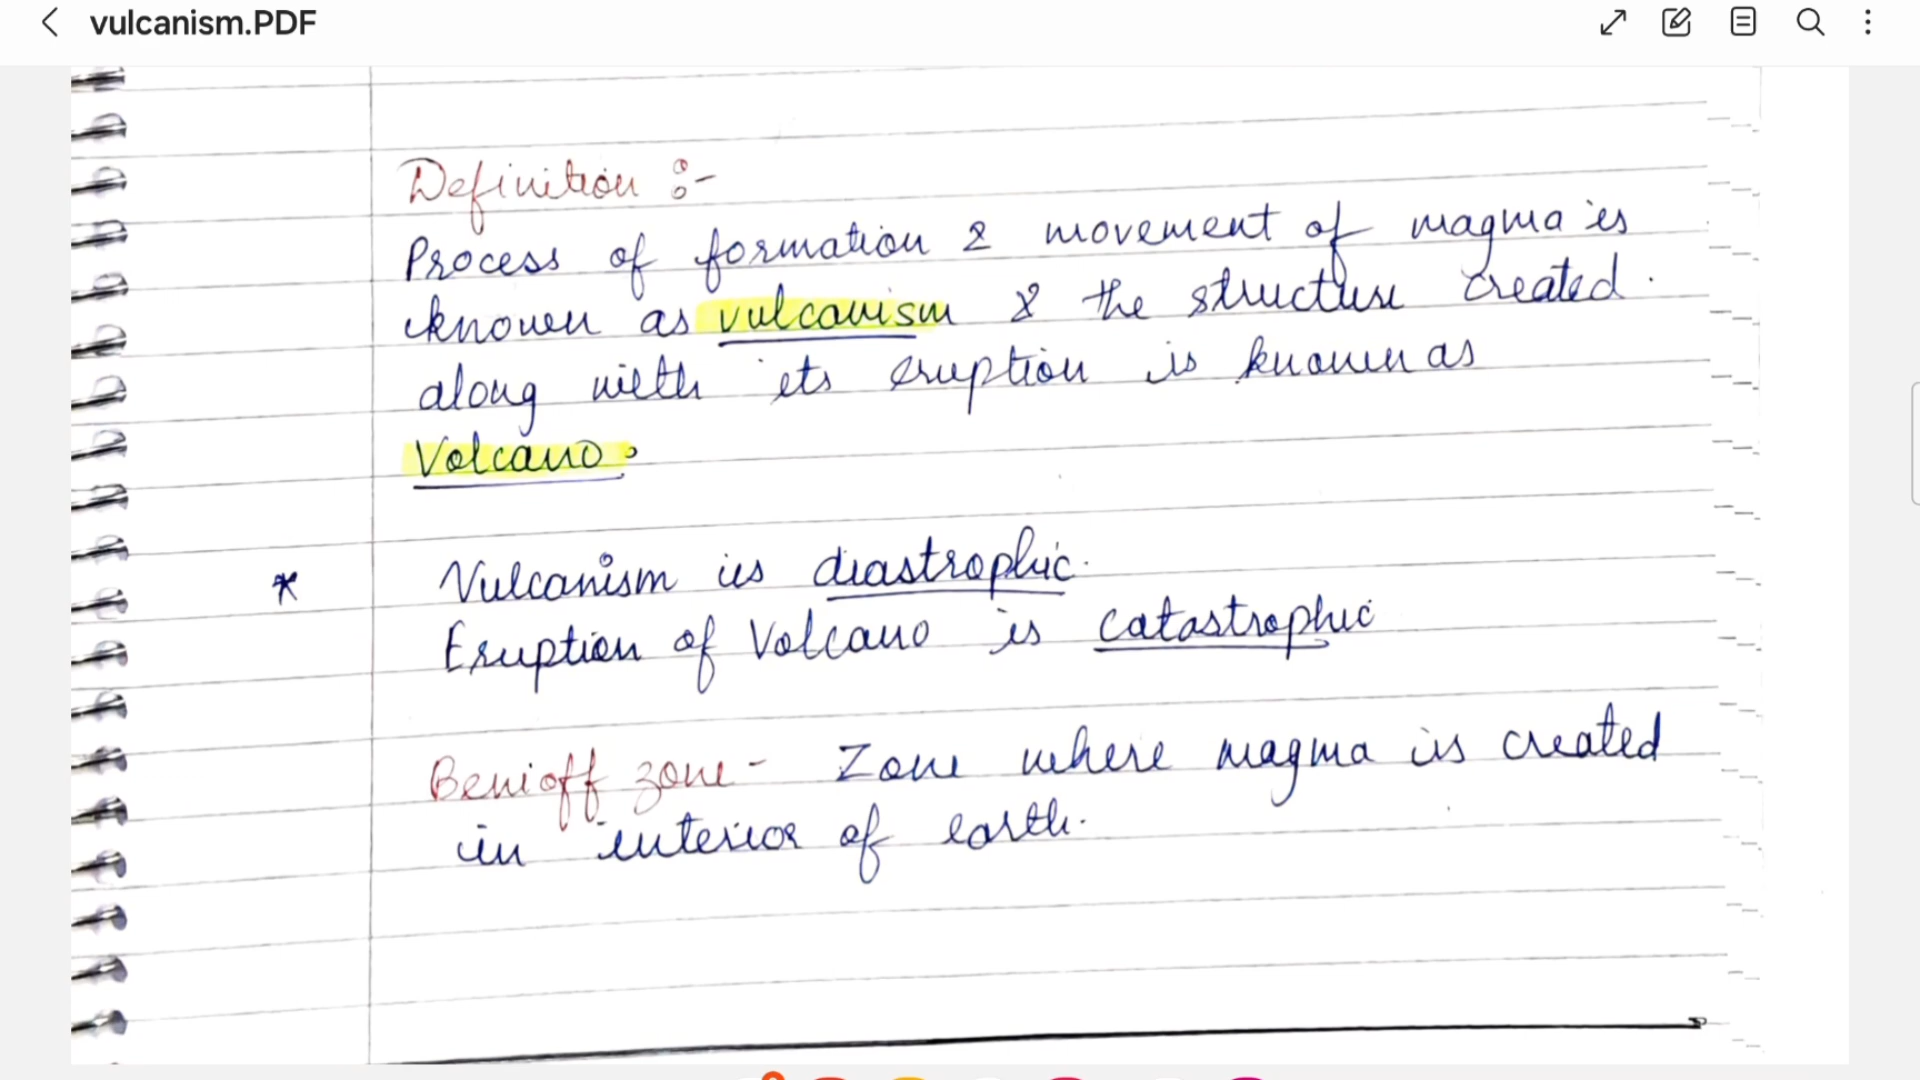 vulcanism.PDF
Definition :-
Process of formation & movement of magma is
known as vulcanism & the structure created
along with its eruption is known as
Volcano.
* Vulcanism is diastrophic.
Eruption of Volcano is catastrophic
Benioff zone - Zone where magma is created
in interior of earth.